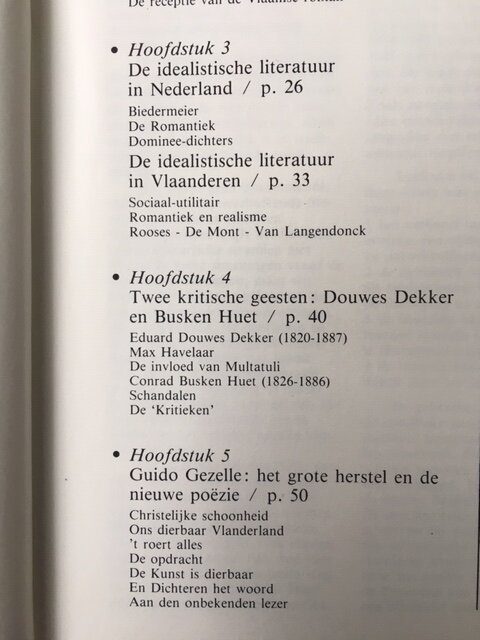 De receptie van de Vlaamse roman
• Hoofdstuk 3
De idealistische literatuur
in Nederland / p. 26
Biedermeier
De Romantiek
Dominee-dichters
De idealistische literatuur
in Vlaanderen / p. 33
Sociaal-utilitair
Romantiek en realisme
Rooses - De Mont - Van Langendonck
• Hoofdstuk 4
Twee kritische geesten: Douwes Dekker
en Busken Huet / p. 40
Eduard Douwes Dekker (1820-1887)
Max Havelaar
De invloed van Multatuli
Conrad Busken Huet (1826-1886)
Schandalen
De ‘Kritieken’
• Hoofdstuk 5
Guido Gezelle: het grote herstel en de
nieuwe poëzie / p. 50
Christelijke schoonheid
Ons dierbaar Vlanderland
't roert alles
De opdracht
De Kunst is dierbaar
En Dichteren het woord
Aan den onbekenden lezer